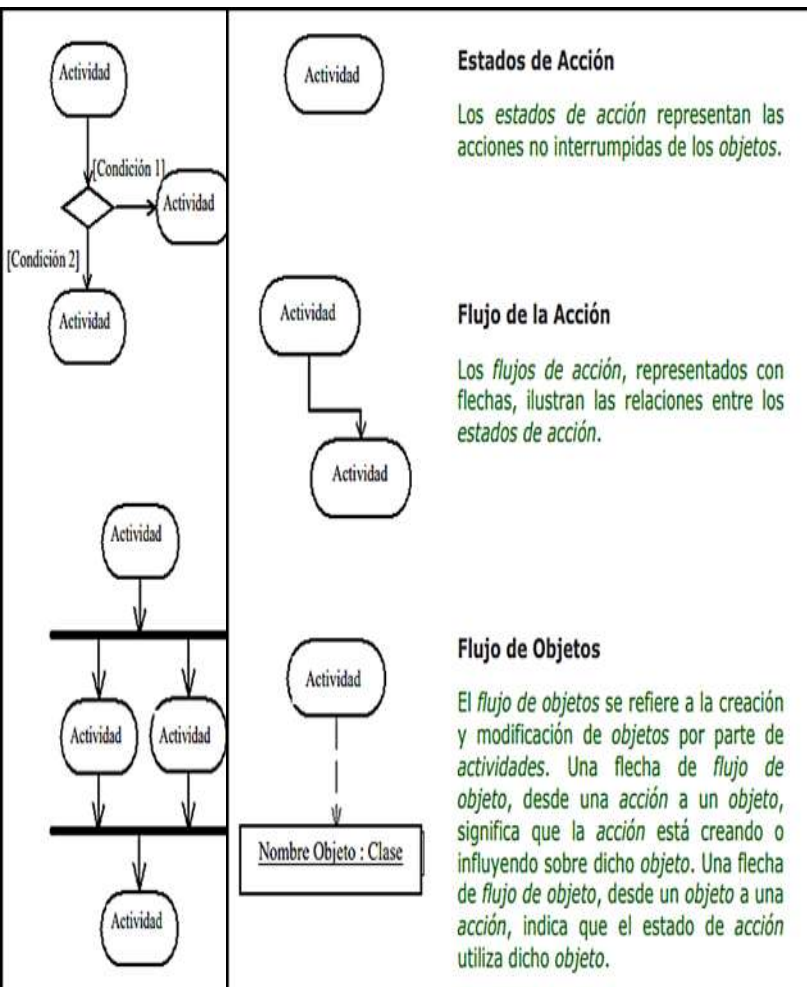 Actividad
[Condición 1]
Actividad
[Condición 2]
Actividad
Actividad
Actividad
Actividad
Actividad
Actividad
Estados de Acción
Los estados de acción representan las
acciones no interrumpidas de los objetos.
Actividad
Actividad
Flujo de la Acción
Los flujos de acción, representados con
flechas, ilustran las relaciones entre los
estados de acción.
Actividad
Nombre Objeto : Clase
Flujo de Objetos
El flujo de objetos se refiere a la creación
y modificación de objetos por parte de
actividades. Una flecha de flujo de
objeto, desde una acción a un objeto,
significa que la acción está creando o
influyendo sobre dicho objeto. Una flecha
de flujo de objeto, desde un objeto a una
acción, indica que el estado de acción
utiliza dicho objeto.